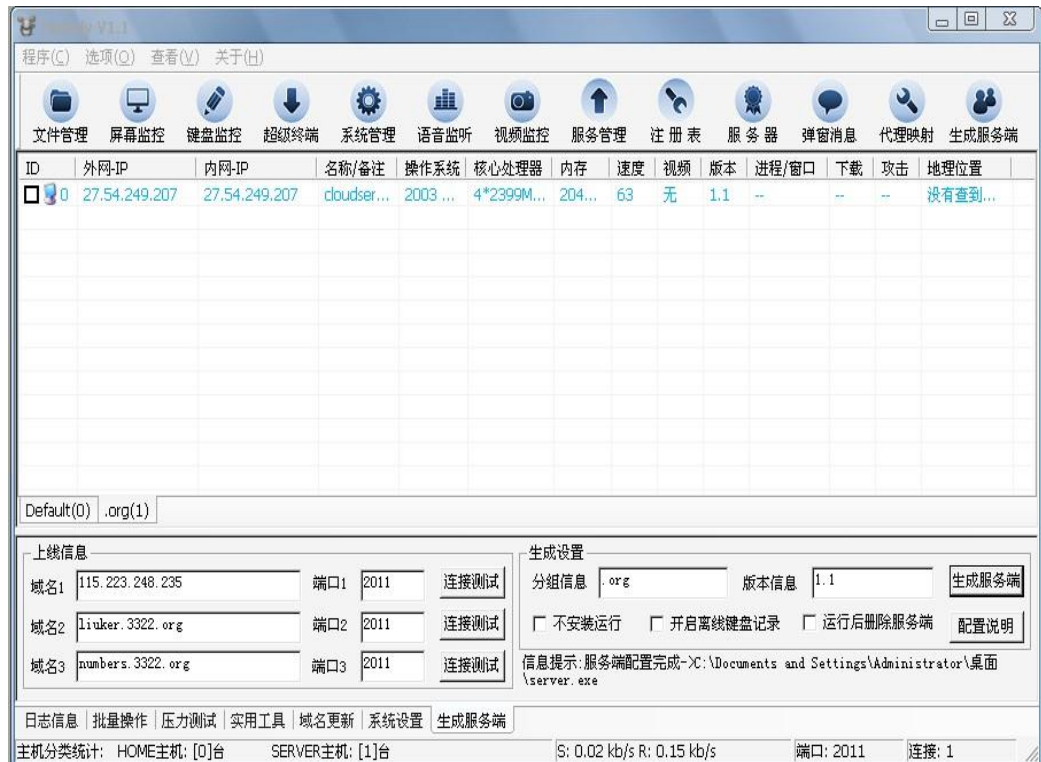 V1.1
程序(C) 选项(O) 查看(V) 关于(H)
文件管理 屏幕监控 键盘监控 超级终端 系统管理 语音监听 视频监控 服务管理 注册表 服务器 弹窗消息 代理映射 生成服务端
ID 外网-IP 内网-IP 名称/备注 操作系统 核心处理器 内存 速度 视频 版本 进程/窗口 下载 攻击 地理位置
0 27.54.249.207 27.54.249.207 cloudser... 2003 ... 4*2399M... 204... 63 无 1.1 -- -- -- 没有查到...
Default(0) .org(1)
上线信息 生成设置
域名1 115.223.248.235 端口1 2011 连接测试 分组信息 .org 版本信息 1.1 生成服务端
域名2 liuker.3322.org 端口2 2011 连接测试 不安装运行 开启离线键盘记录 运行后删除服务端 配置说明
域名3 numbers.3322.org 端口3 2011 连接测试 信息提示:服务端配置完成->C:\Documents and Settings\Administrator\桌面
\server.exe
日志信息 批量操作 压力测试 实用工具 域名更新 系统设置 生成服务端
主机分类统计: HOME主机: [0]台 SERVER主机: [1]台 S: 0.02 kb/s R: 0.15 kb/s 端口: 2011 连接: 1